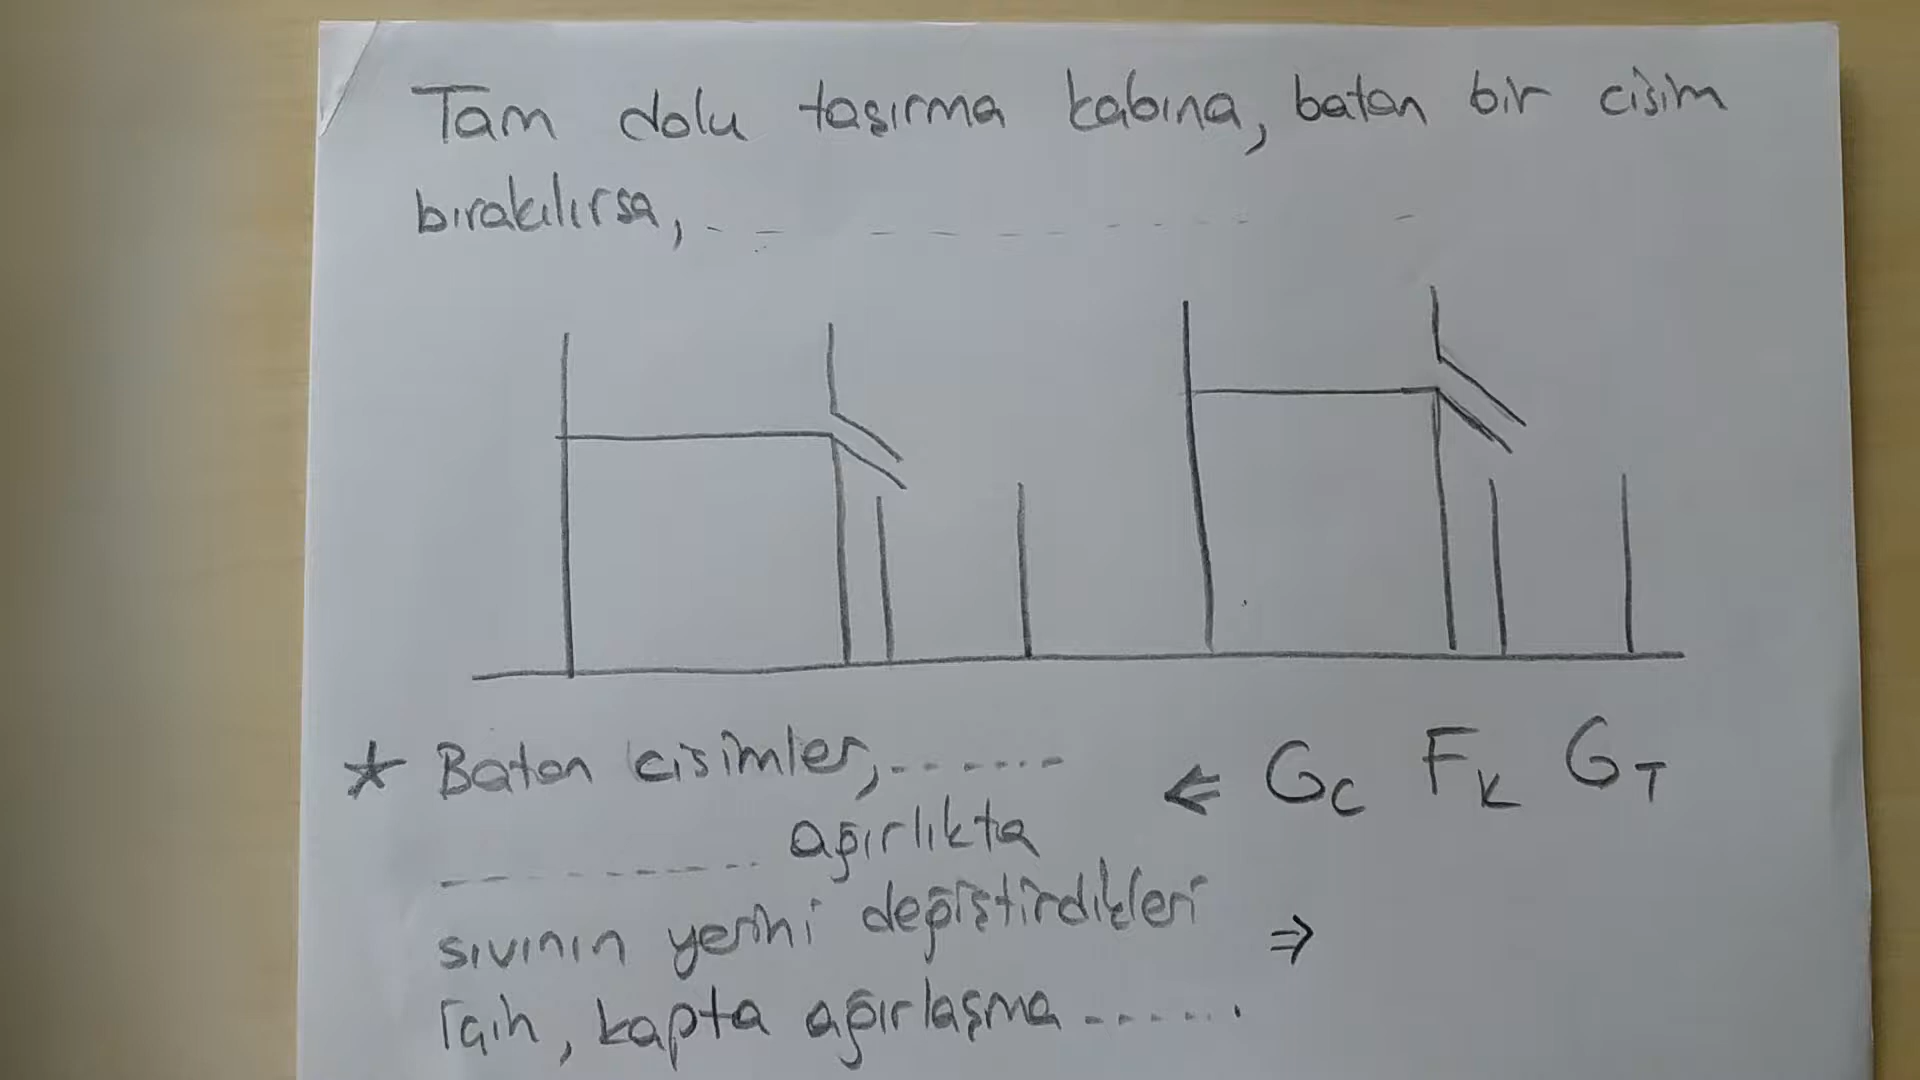 Tam dolu taşırma kabına, batan bir cisim
bırakılırsa, - - - - - - - - - - -
* Batan cisimler,.......
⇐ Gc FK GT
............... ağırlıkta
sıvının yerini değiştirdikleri ⇒
için, kapta ağırlaşma .......